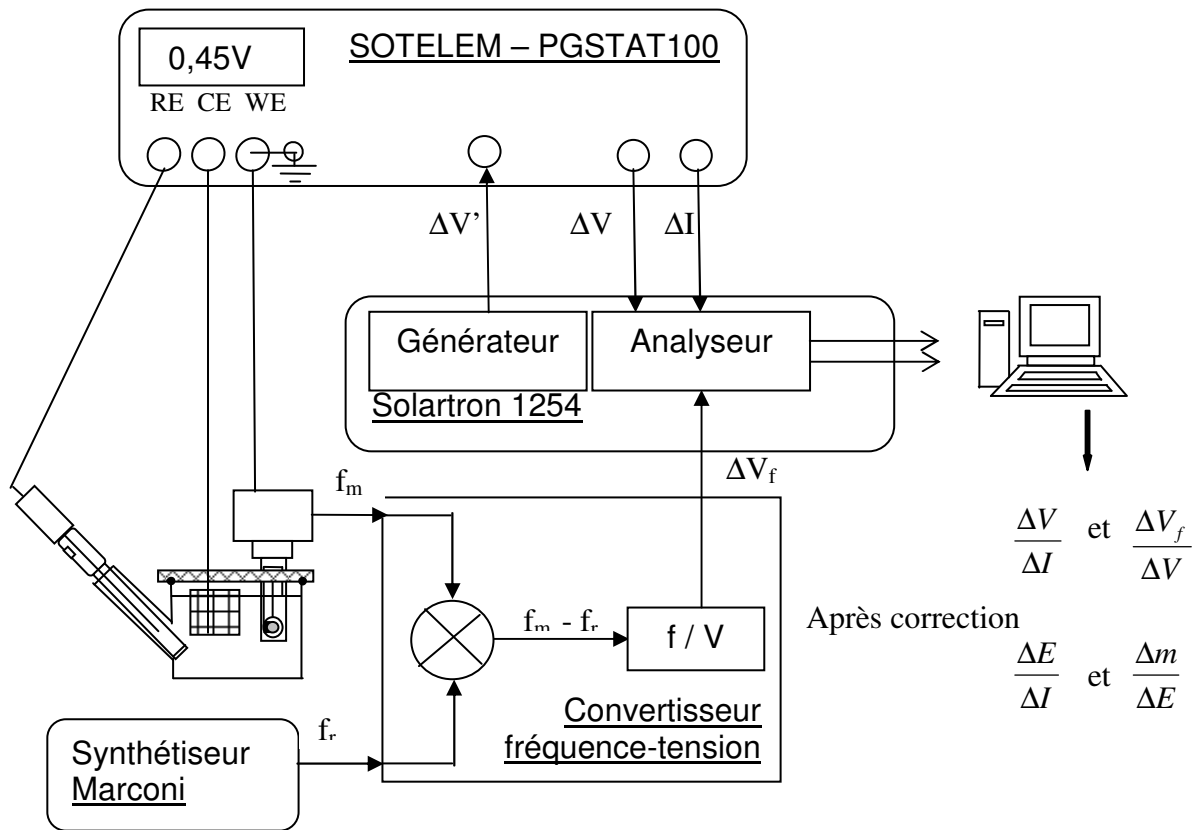 SOTELEM – PGSTAT100
0,45V
RE CE WE
ΔV’
ΔV
ΔI
Générateur
Analyseur
Solartron 1254
ΔVf
fm
ΔV
ΔI
et
ΔVf
ΔV
fm - fr
f / V
Après correction
ΔE
ΔI
et
Δm
ΔE
Convertisseur
fréquence-tension
fr
Synthétiseur
Marconi